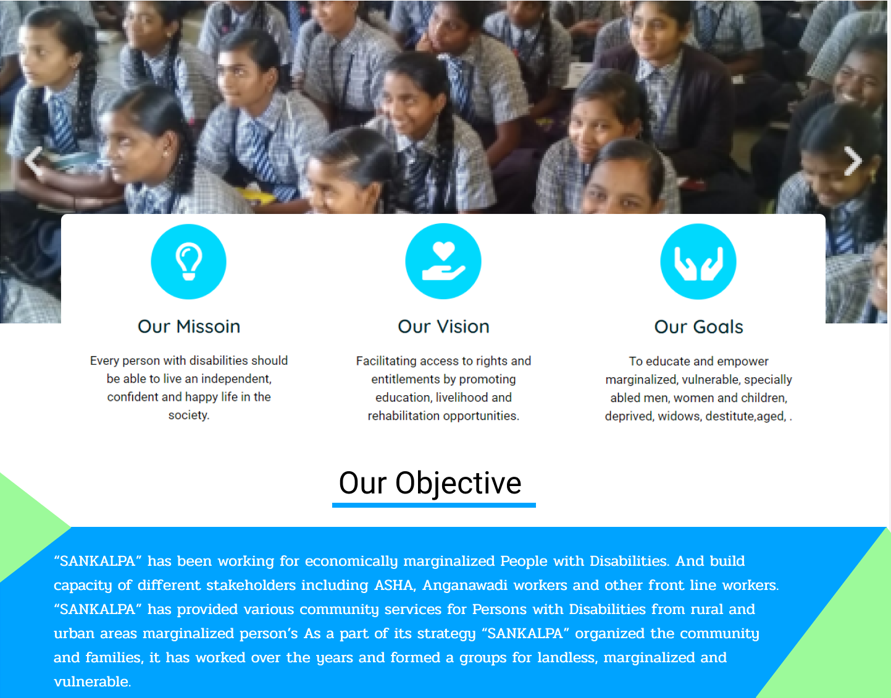 Our Missoin
Every person with disabilities should
be able to live an independent,
confident and happy life in the
society.
Our Vision
Facilitating access to rights and
entitlements by promoting
education, livelihood and
rehabilitation opportunities.
Our Goals
To educate and empower
marginalized, vulnerable, specially
abled men, women and children,
deprived, widows, destitute,aged, .
Our Objective
“SANKALPA” has been working for economically marginalized People with Disabilities. And build
capacity of different stakeholders including ASHA, Anganawadi workers and other front line workers.
“SANKALPA” has provided various community services for Persons with Disabilities from rural and
urban areas marginalized person’s As a part of its strategy “SANKALPA” organized the community
and families, it has worked over the years and formed a groups for landless, marginalized and
vulnerable.